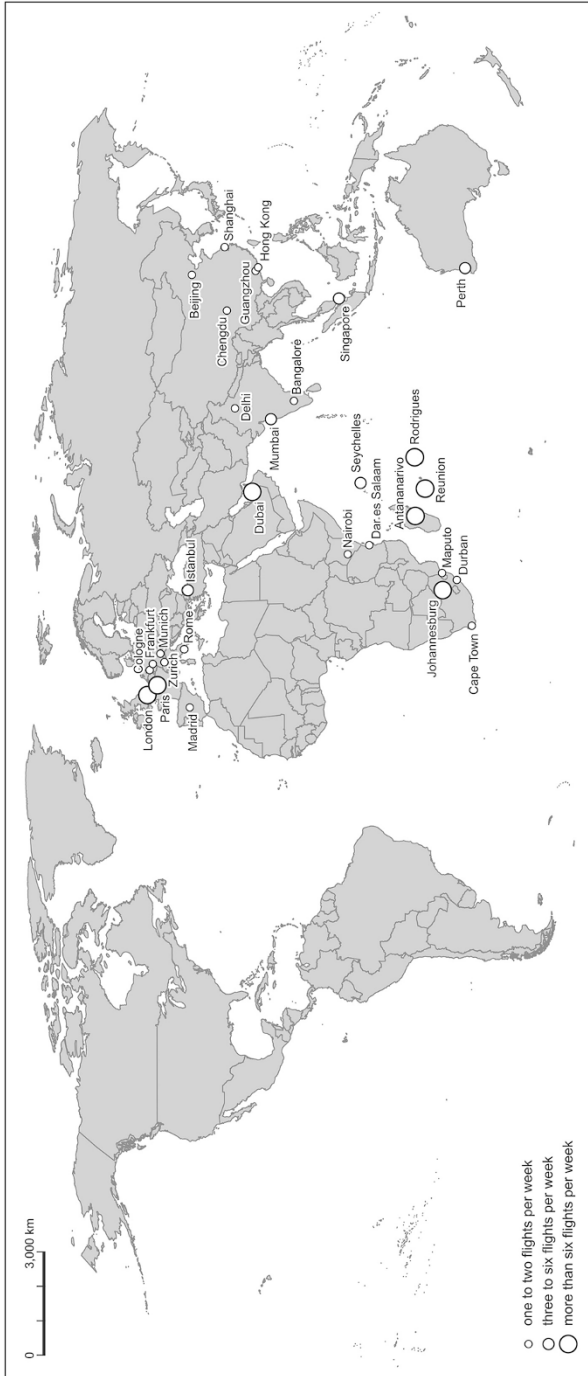 0
3,000 km
one to two flights per week
three to six flights per week
more than six flights per week
London
Cologne
Frankfurt
Munich
Zurich
Paris
Rome
Madrid
Istanbul
Dubai
Delhi
Mumbai
Bangalore
Beijing
Shanghai
Chengdu
Guangzhou
Hong Kong
Singapore
Perth
Nairobi
Dar es Salaam
Seychelles
Antananarivo
Rodrigues
Reunion
Johannesburg
Maputo
Durban
Cape Town